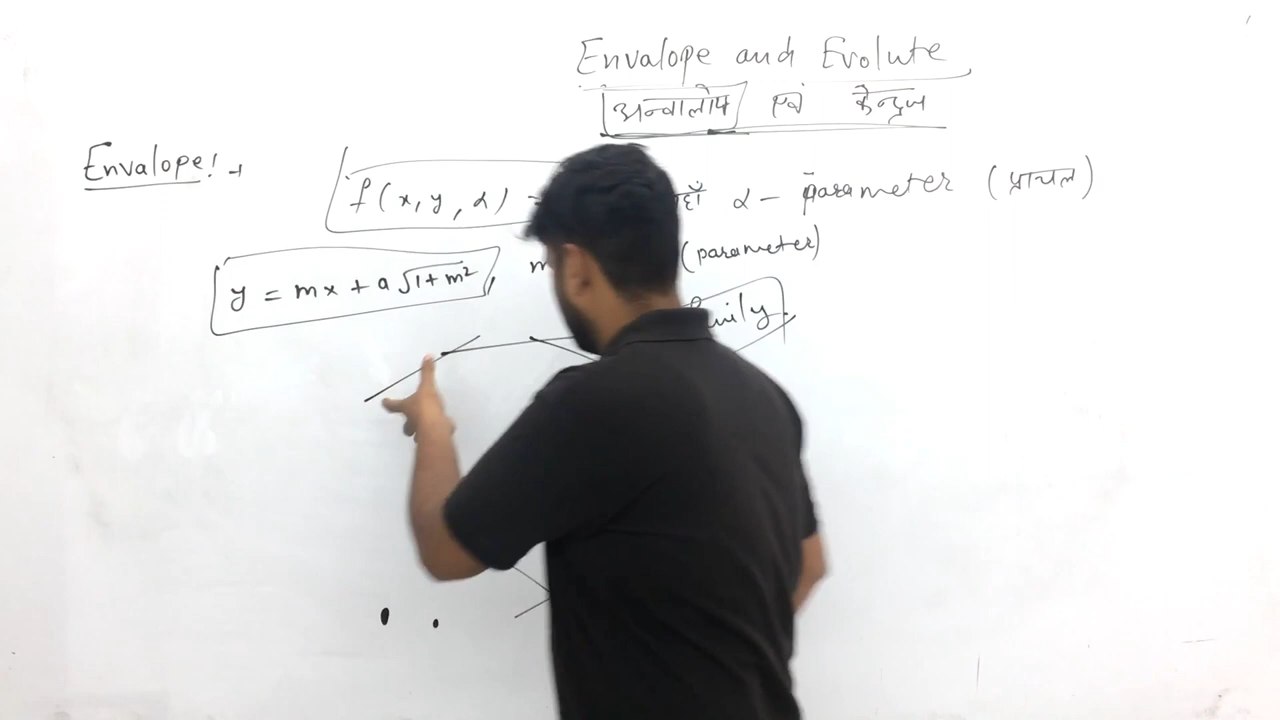 Envalope and Evolute
अन्वालोप एवं केन्द्रज
Envalope! →
f(x, y, α) α - parameter (प्राचल)
y = mx + a √1+m², m (parameter)